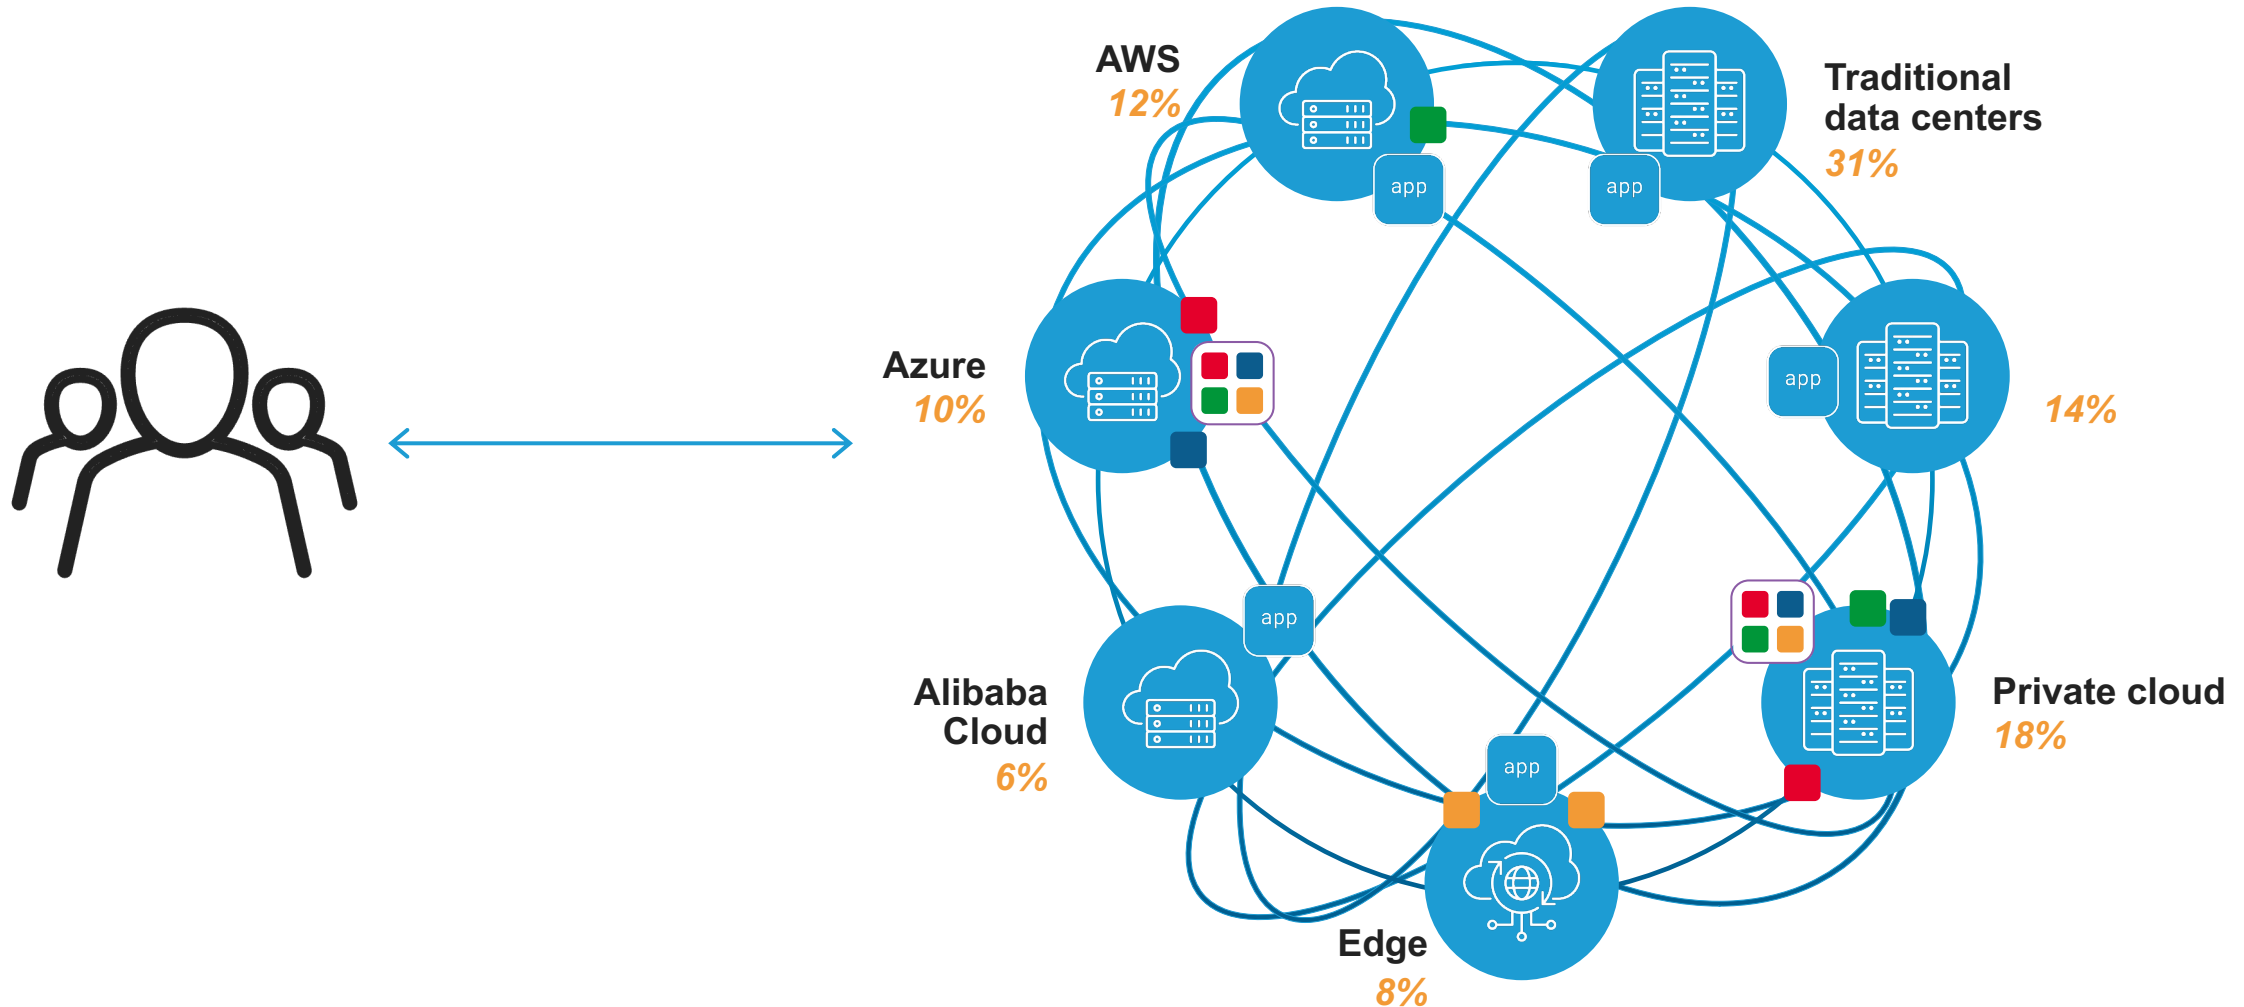 AWS
12%
Traditional
data centers
31%
app
app
Azure
10%
app
14%
app
Alibaba
Cloud
6%
Private cloud
18%
app
Edge
8%